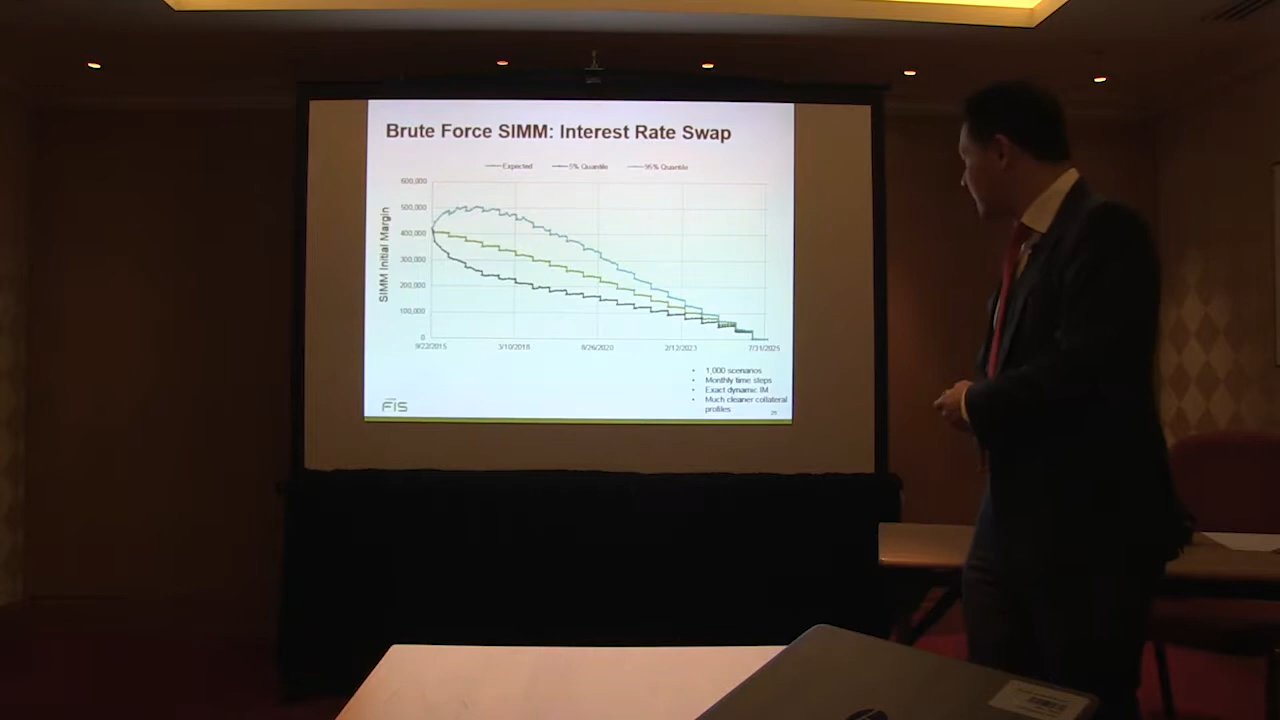 Brute Force SIMM: Interest Rate Swap
Expected 5% Quantile 95% Quantile
SIMM Initial Margin
600,000
500,000
400,000
300,000
200,000
100,000
0
9/22/2015 3/10/2018 8/26/2020 2/12/2023 7/31/2025
• 1,000 scenarios
• Monthly time steps
• Exact dynamic IM
• Much cleaner collateral
profiles
FIS